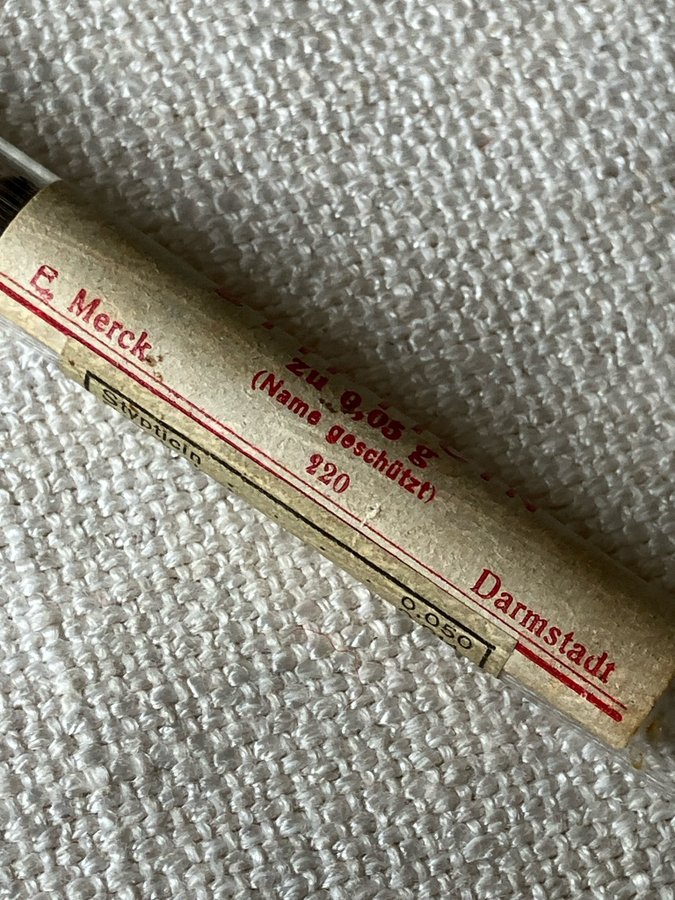 zu 0,05 g
(Name geschützt)
220
E. Merck.
Darmstadt
Stypticin
0.050